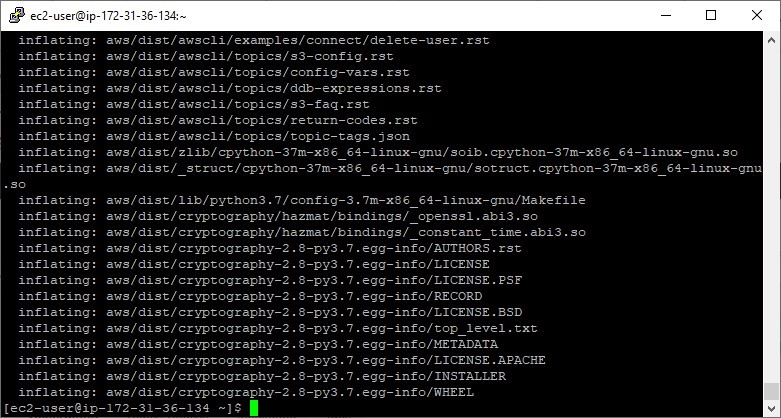 ec2-user@ip-172-31-36-134:~
inflating: aws/dist/awscli/examples/connect/delete-user.rst
inflating: aws/dist/awscli/topics/s3-config.rst
inflating: aws/dist/awscli/topics/config-vars.rst
inflating: aws/dist/awscli/topics/ddb-expressions.rst
inflating: aws/dist/awscli/topics/s3-faq.rst
inflating: aws/dist/awscli/topics/return-codes.rst
inflating: aws/dist/awscli/topics/topic-tags.json
inflating: aws/dist/zlib/cpython-37m-x86_64-linux-gnu/soib.cpython-37m-x86_64-linux-gnu.so
inflating: aws/dist/_struct/cpython-37m-x86_64-linux-gnu/sotruct.cpython-37m-x86_64-linux-gnu
.so
inflating: aws/dist/lib/python3.7/config-3.7m-x86_64-linux-gnu/Makefile
inflating: aws/dist/cryptography/hazmat/bindings/_openssl.abi3.so
inflating: aws/dist/cryptography/hazmat/bindings/_constant_time.abi3.so
inflating: aws/dist/cryptography-2.8-py3.7.egg-info/AUTHORS.rst
inflating: aws/dist/cryptography-2.8-py3.7.egg-info/LICENSE
inflating: aws/dist/cryptography-2.8-py3.7.egg-info/LICENSE.PSF
inflating: aws/dist/cryptography-2.8-py3.7.egg-info/RECORD
inflating: aws/dist/cryptography-2.8-py3.7.egg-info/LICENSE.BSD
inflating: aws/dist/cryptography-2.8-py3.7.egg-info/top_level.txt
inflating: aws/dist/cryptography-2.8-py3.7.egg-info/METADATA
inflating: aws/dist/cryptography-2.8-py3.7.egg-info/LICENSE.APACHE
inflating: aws/dist/cryptography-2.8-py3.7.egg-info/INSTALLER
inflating: aws/dist/cryptography-2.8-py3.7.egg-info/WHEEL
[ec2-user@ip-172-31-36-134 ~]$